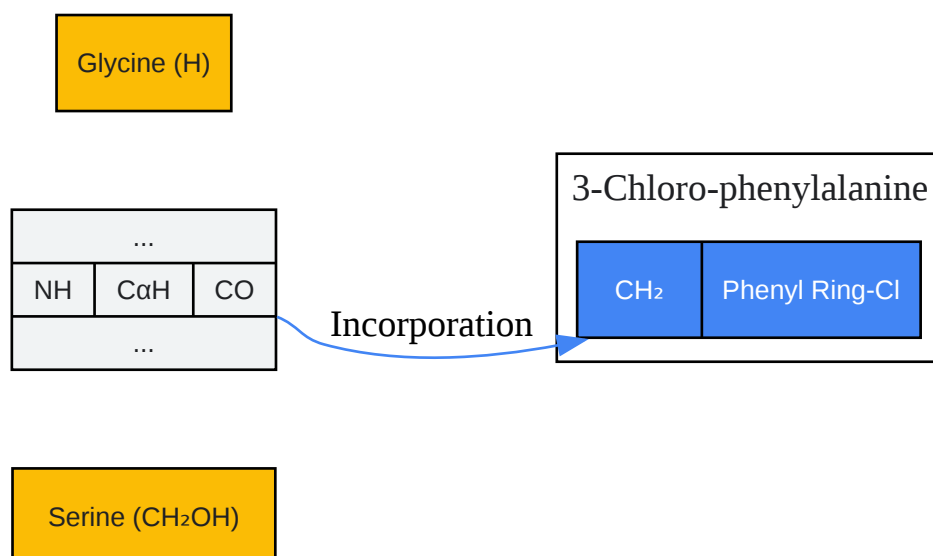 Glycine (H)
3-Chloro-phenylalanine
...
NH CαH CO
CH₂ Phenyl Ring-Cl
Incorporation
...
Serine (CH₂OH)